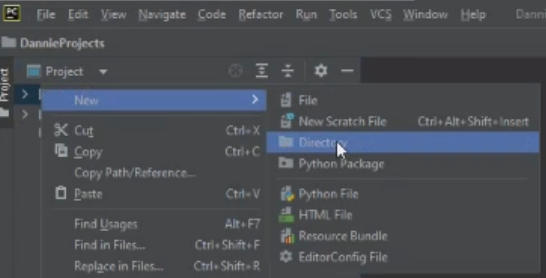 PC File Edit View Navigate Code Refactor Run Tools VCS Window Help Danni
DannieProjects
Project
Project
New
File
New Scratch File Ctrl+Alt+Shift+Insert
Directory
Python Package
Python File
HTML File
Resource Bundle
EditorConfig File
Cut Ctrl+X
Copy Ctrl+C
Copy Path/Reference...
Paste Ctrl+V
Find Usages Alt+F7
Find in Files... Ctrl+Shift+F
Replace in Files... Ctrl+Shift+R